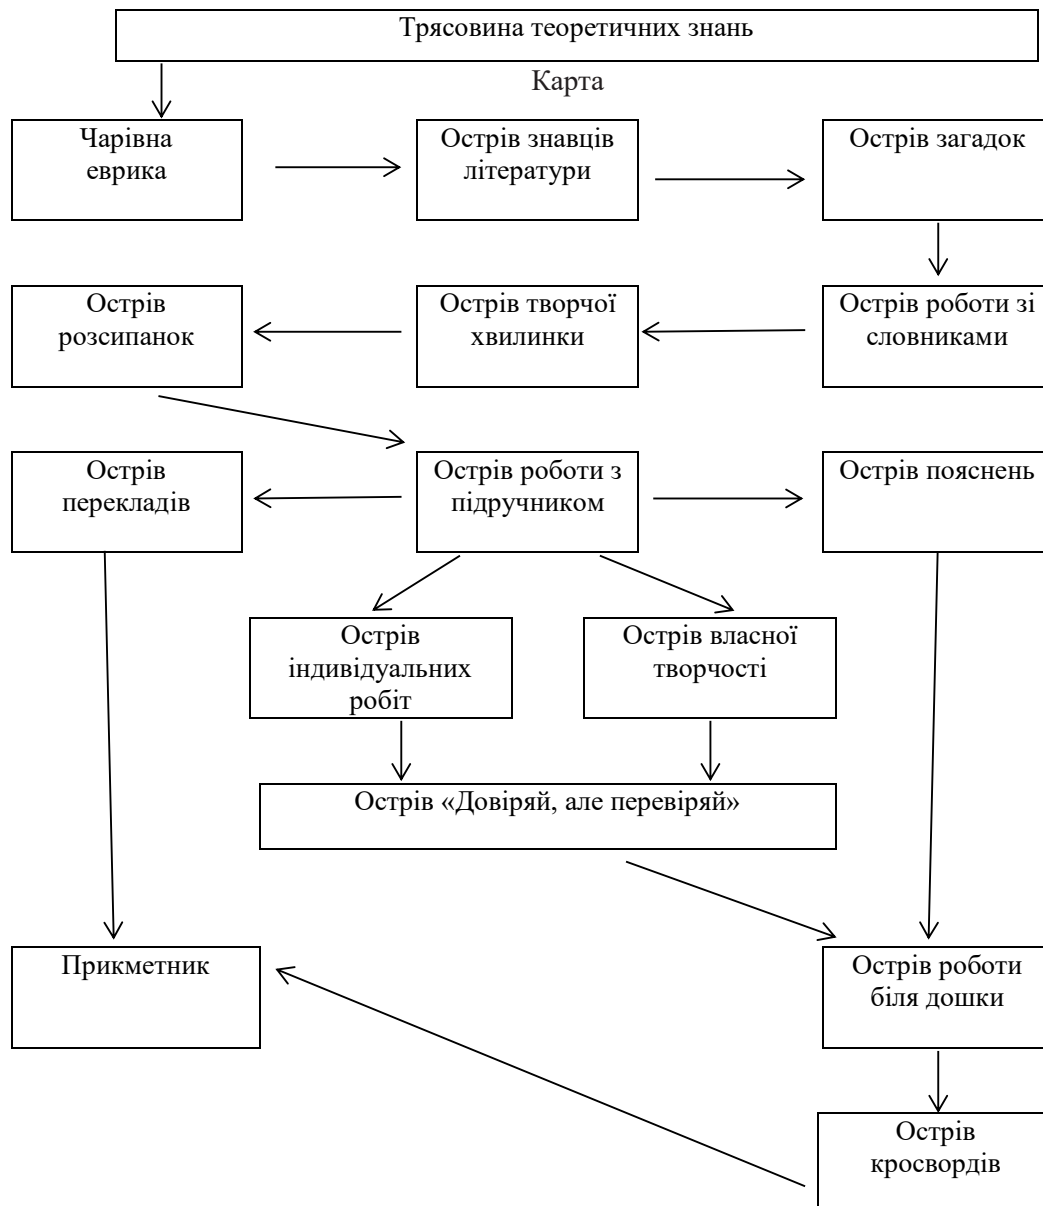 Трясовина теоретичних знань
Карта
Чарівна
еврика
Острів знавців
літератури
Острів загадок
Острів
розсипанок
Острів творчої
хвилинки
Острів роботи зі
словниками
Острів
перекладів
Острів роботи з
підручником
Острів пояснень
Острів
індивідуальних
робіт
Острів власної
творчості
Острів «Довіряй, але перевіряй»
Прикметник
Острів роботи
біля дошки
Острів
кросвордів